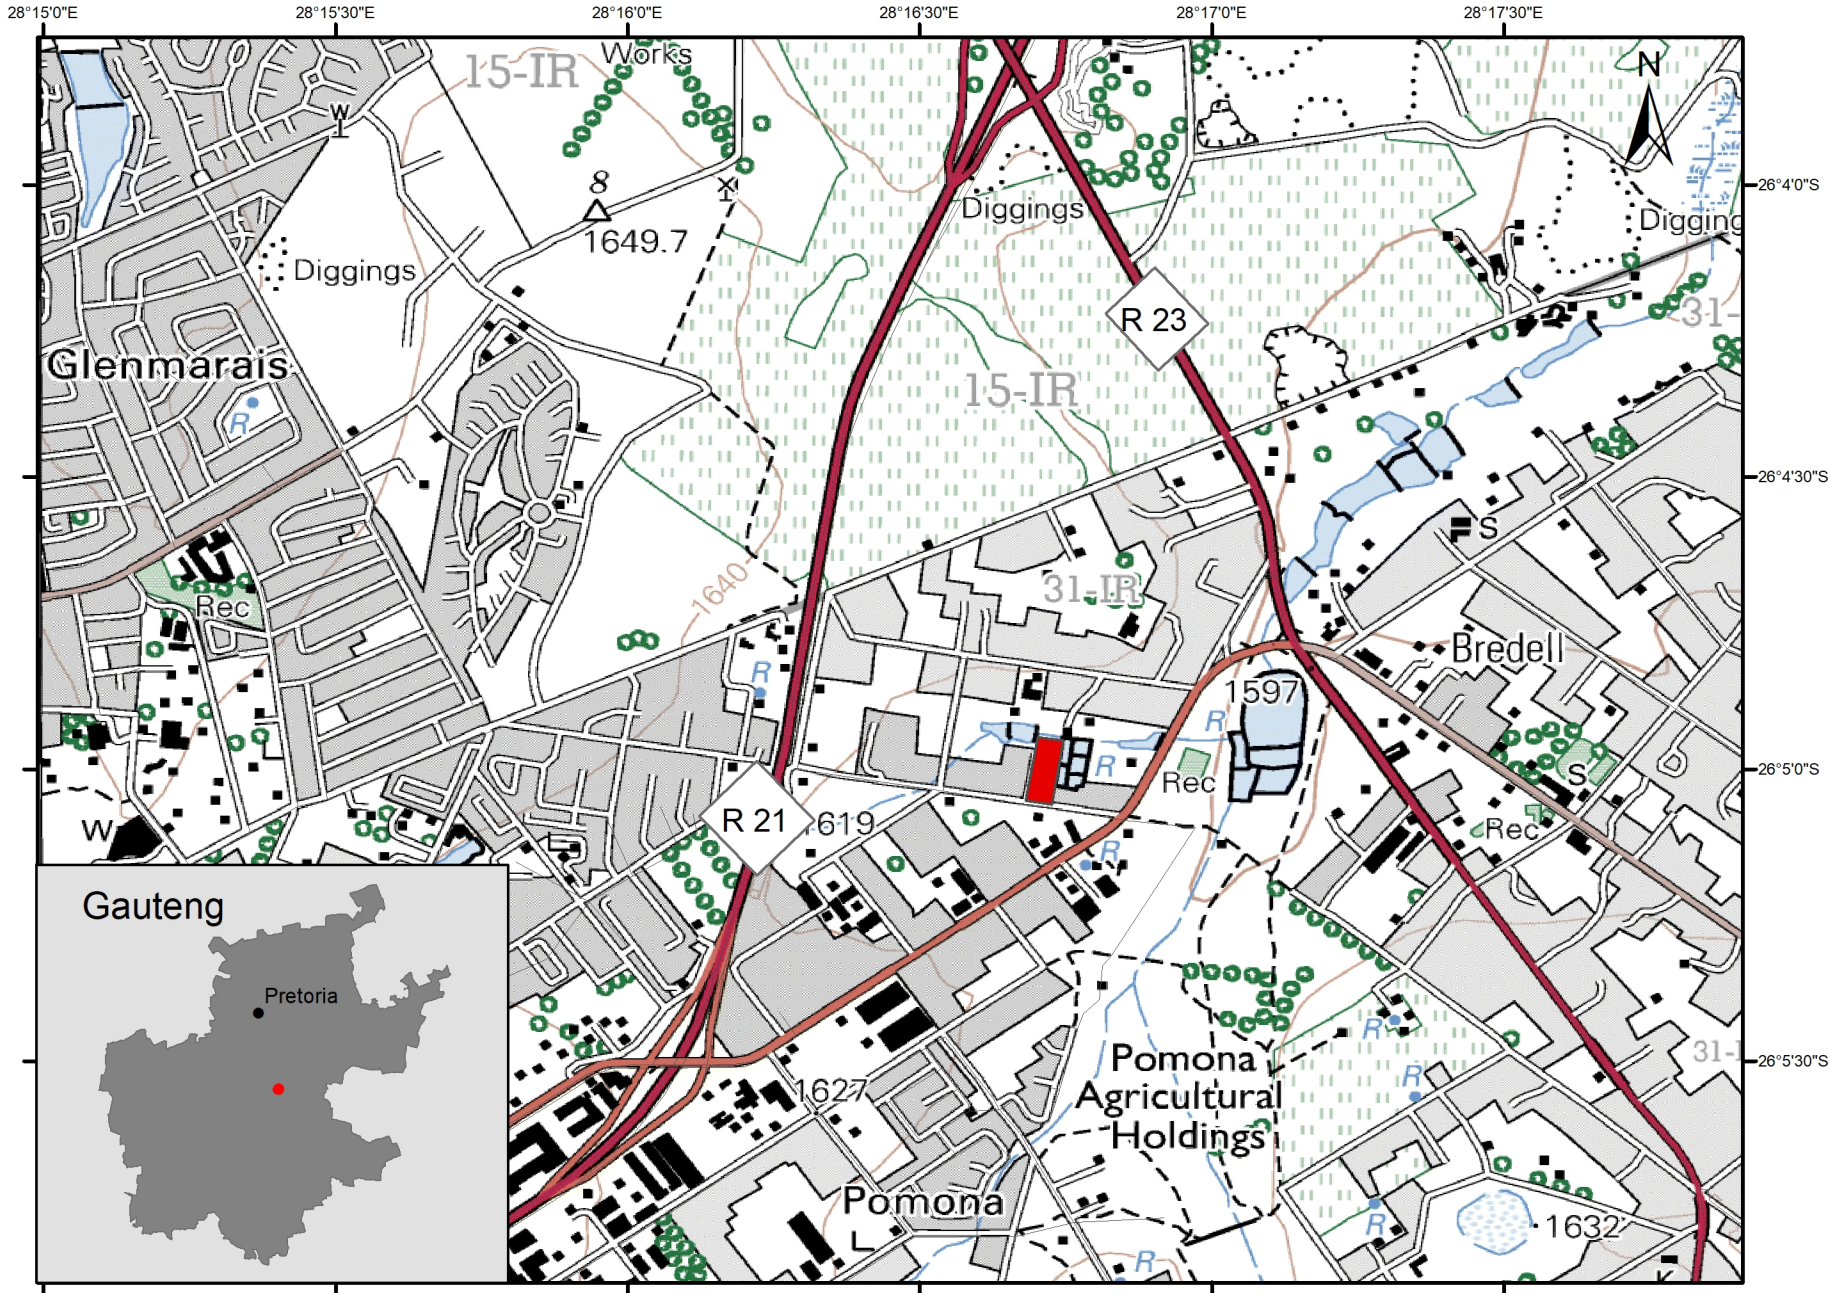 28°15'0"E
28°15'30"E
28°16'0"E
28°16'30"E
28°17'0"E
28°17'30"E
Works
15-IR
N
W
8
1649.7
26°4'0"S
Diggings
Diggings
Digging
R 23
31-
Glenmarais
15-IR
R
26°4'30"S
S
1640
31-IR
Rec
Bredell
R
1597
R
R
Rec
26°5'0"S
S
R 21
1619
W
R
Rec
L
Gauteng
Pretoria
R
31-I
26°5'30"S
Pomona
Agricultural
Holdings
R
1627
Pomona
L
R
1632
R
K